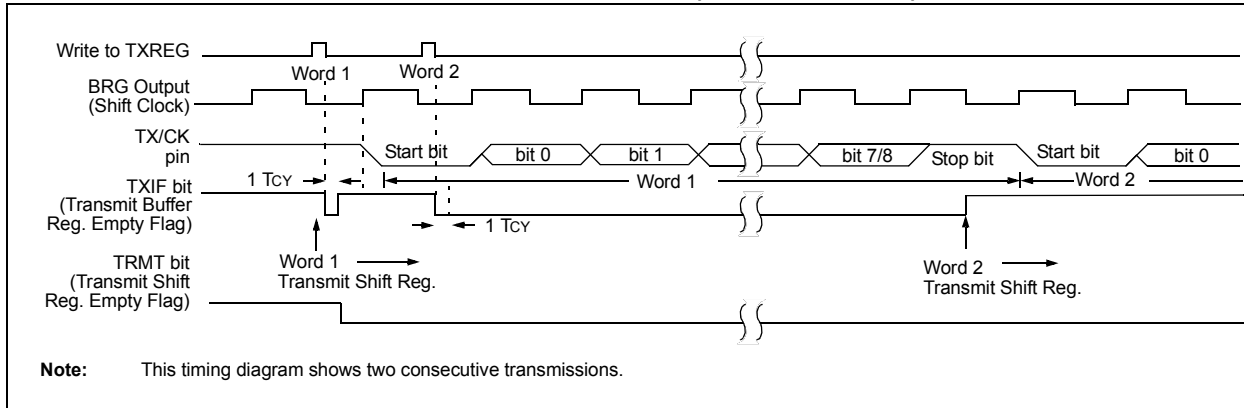 Write to TXREG
Word 1
Word 2
BRG Output
(Shift Clock)
TX/CK
pin
Start bit
bit 0
bit 1
bit 7/8
Stop bit
Start bit
bit 0
1 TCY
Word 1
Word 2
TXIF bit
(Transmit Buffer
Reg. Empty Flag)
1 TCY
Word 1
Transmit Shift Reg.
Word 2
Transmit Shift Reg.
TRMT bit
(Transmit Shift
Reg. Empty Flag)
Note: This timing diagram shows two consecutive transmissions.